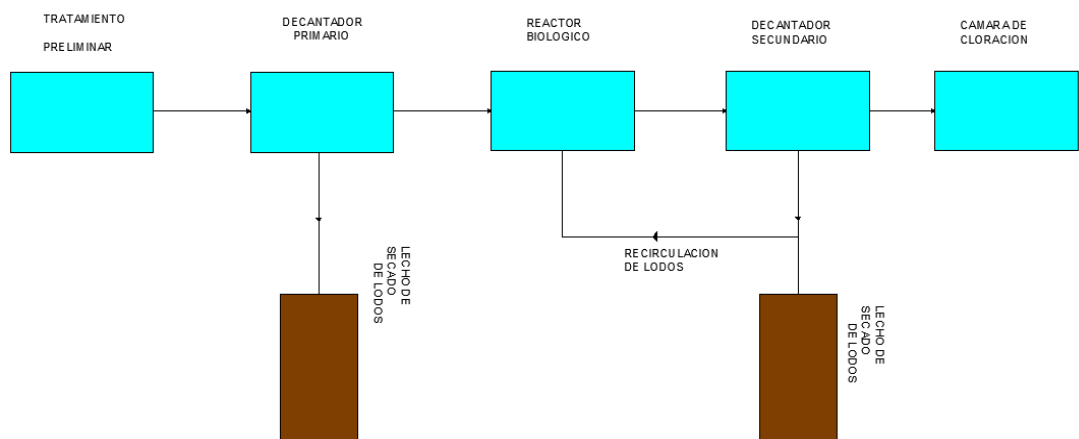 TRATAMIENTO
PRELIMINAR
DECANTADOR
PRIMARIO
REACTOR
BIOLOGICO
DECANTADOR
SECUNDARIO
CAMARA DE
CLORACION
RECIRCULACION
DE LODOS
LECHO DE
SECADO
DE LODOS
LECHO DE
SECADO
DE LODOS